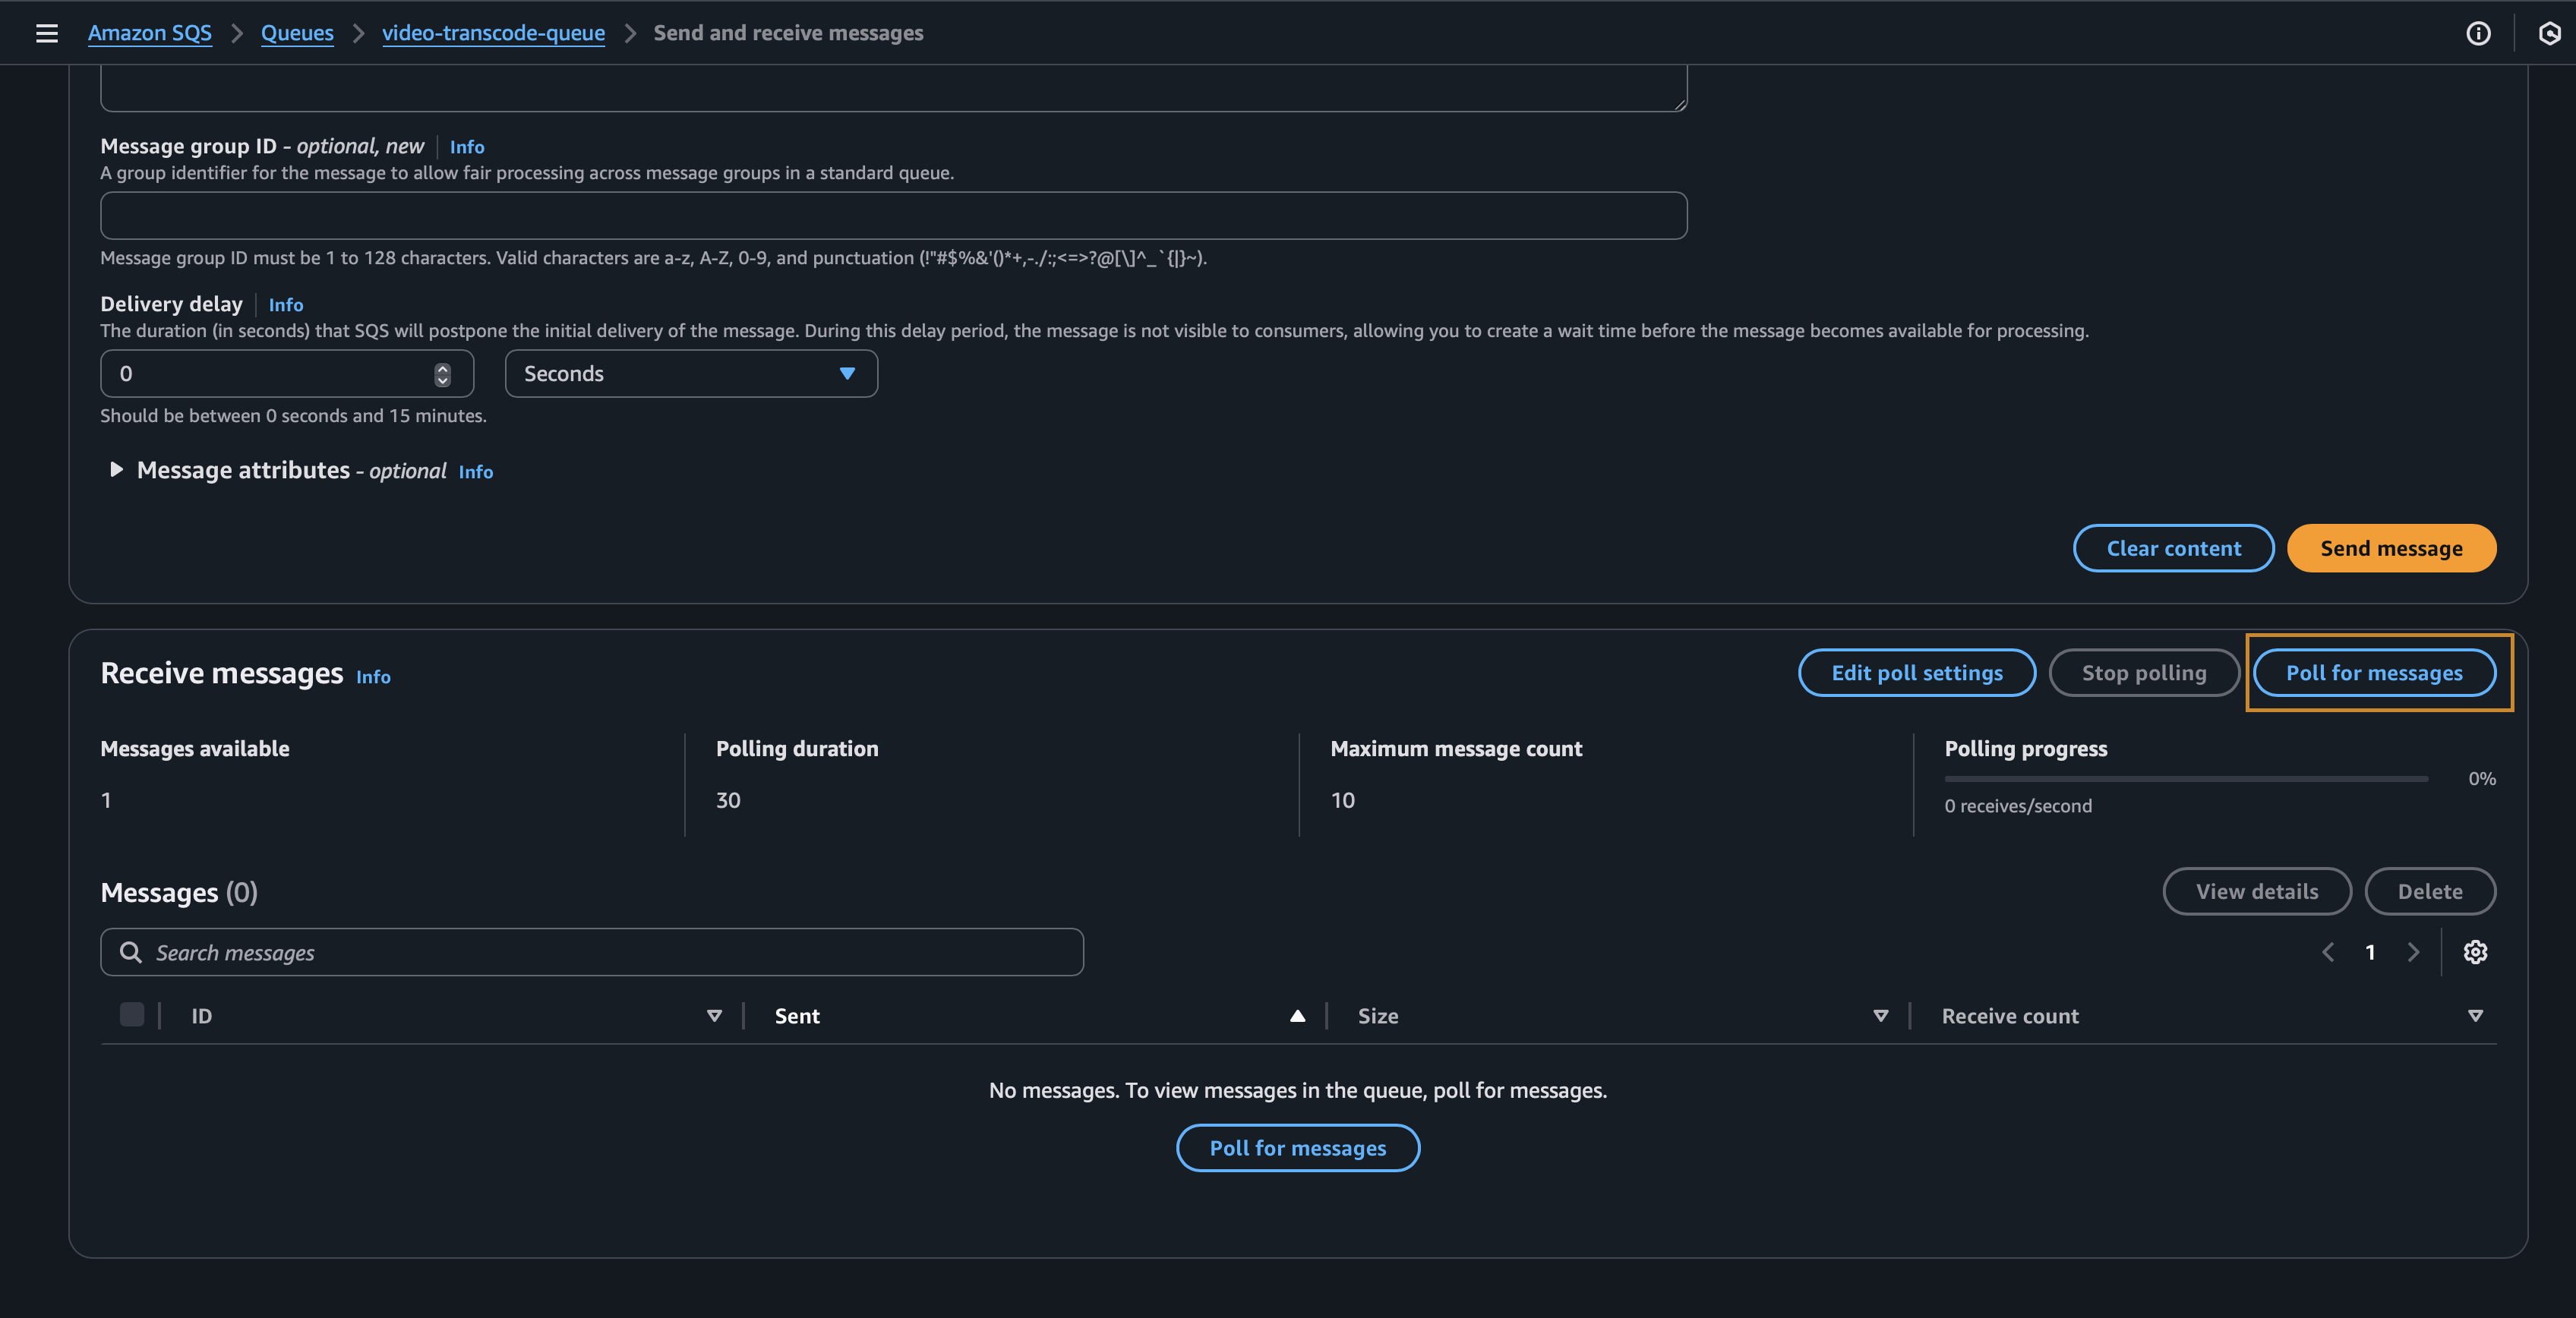 Amazon SQS > Queues > video-transcode-queue > Send and receive messages
Message group ID - optional, new Info
A group identifier for the message to allow fair processing across message groups in a standard queue.
Message group ID must be 1 to 128 characters. Valid characters are a-z, A-Z, 0-9, and punctuation (!"#$%&'()*+,-./:;<=>?@[\]^_`{|}~).
Delivery delay Info
The duration (in seconds) that SQS will postpone the initial delivery of the message. During this delay period, the message is not visible to consumers, allowing you to create a wait time before the message becomes available for processing.
0 Seconds
Should be between 0 seconds and 15 minutes.
Message attributes - optional Info
Clear content Send message
Receive messages Info Edit poll settings Stop polling Poll for messages
Messages available Polling duration Maximum message count Polling progress
0%
1 30 10 0 receives/second
Messages (0) View details Delete
Search messages 1
ID Sent Size Receive count
No messages. To view messages in the queue, poll for messages.
Poll for messages